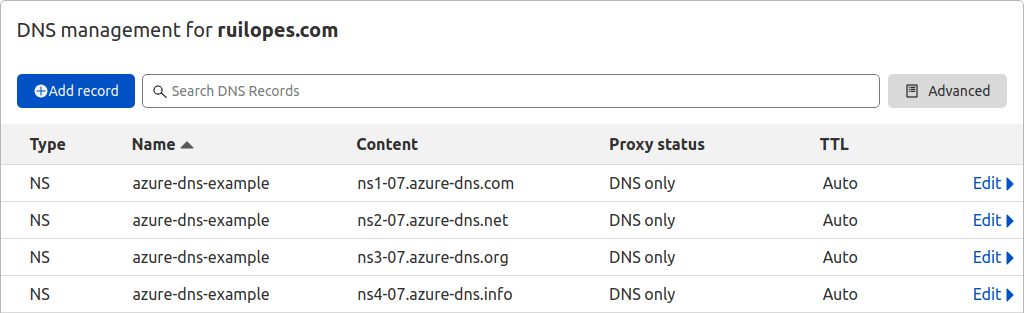 DNS management for ruilopes.com
Add record Search DNS Records Advanced
Type Name Content Proxy status TTL
NS azure-dns-example ns1-07.azure-dns.com DNS only Auto Edit
NS azure-dns-example ns2-07.azure-dns.net DNS only Auto Edit
NS azure-dns-example ns3-07.azure-dns.org DNS only Auto Edit
NS azure-dns-example ns4-07.azure-dns.info DNS only Auto Edit